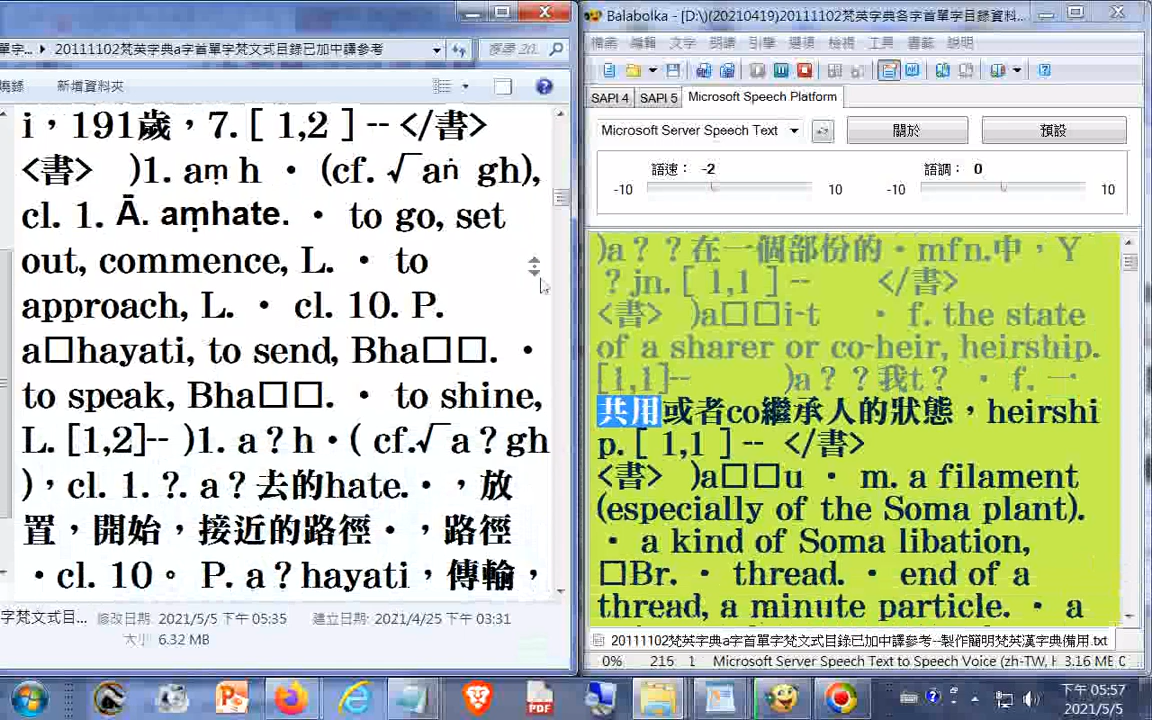 Balabolka - [D:\)(20210419)20111102梵英字典各字首單字目錄資料...
單字... ▸ 20111102梵英字典a字首單字梵文式目錄已加中譯參考
搜尋 20...
檔案 編輯 文字 朗讀 引擎 選項 檢視 工具 書籤 說明
燒錄 新增資料夾
SAPI 4 SAPI 5 Microsoft Speech Platform
Microsoft Server Speech Text 關於 預設
語速: -2 語調: 0
-10 10 -10 10
i，191歲，7. [ 1,2 ] -- </書>
<書> )1. aṃ h • (cf. √aṅ gh),
cl. 1. Ā. aṃhate. • to go, set
out, commence, L. • to
approach, L. • cl. 10. P.
a□hayati, to send, Bha□□. •
to speak, Bha□□. • to shine,
L. [1,2]-- )1. a？h •( cf.√a？gh
)，cl. 1. ?. a？去的hate.•，放
置，開始，接近的路徑•，路徑
•cl. 10。 P. a？hayati，傳輸，
)a？？在一個部份的•mfn.中，Y
？jn. [ 1,1 ] -- </書>
<書> )a□□i-t • f. the state
of a sharer or co-heir, heirship.
[1,1]-- )a？？我t？ • f. 一
共用或者co繼承人的狀態，heirshi
p. [ 1,1 ] -- </書>
<書> )a□□u • m. a filament
(especially of the Soma plant).
• a kind of Soma libation,
□Br. • thread. • end of a
thread, a minute particle. • a
字梵文式目... 修改日期: 2021/5/5 下午 05:35 建立日期: 2021/4/25 下午 03:31
大小: 6.32 MB
20111102梵英字典a字首單字梵文式目錄已加中譯參考--製作簡明梵英漢字典備用.txt
0% 215 1 Microsoft Server Speech Text to Speech Voice (zh-TW, H 3.16 ME C
PDF
下午 05:57
2021/5/5